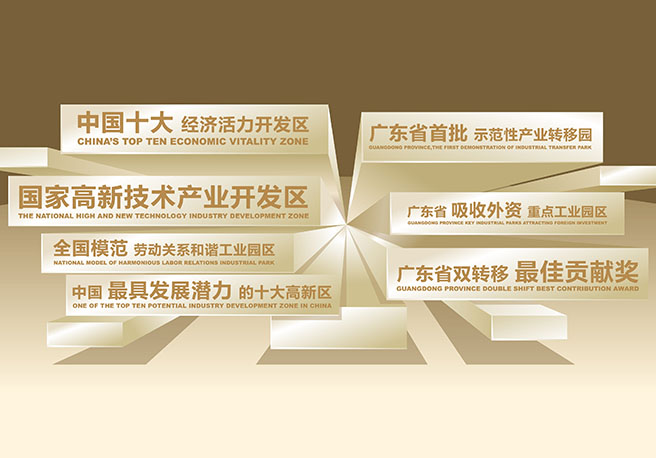 中国十大 经济活力开发区
CHINA'S TOP TEN ECONOMIC VITALITY ZONE
国家高新技术产业开发区
THE NATIONAL HIGH AND NEW TECHNOLOGY INDUSTRY DEVELOPMENT ZONE
全国模范 劳动关系和谐工业园区
NATIONAL MODEL OF HARMONIOUS LABOR RELATIONS INDUSTRIAL PARK
中国 最具发展潜力 的十大高新区
ONE OF THE TOP TEN POTENTIAL INDUSTRY DEVELOPMENT ZONE IN CHINA
广东省首批 示范性产业转移园
GUANGDONG PROVINCE,THE FIRST DEMONSTRATION OF INDUSTRIAL TRANSFER PARK
广东省 吸收外资 重点工业园区
GUANGDONG PROVINCE KEY INDUSTRIAL PARKS ATTRACTING FOREIGN INVESTMENT
广东省双转移 最佳贡献奖
GUANGDONG PROVINCE DOUBLE SHIFT BEST CONTRIBUTION AWARD